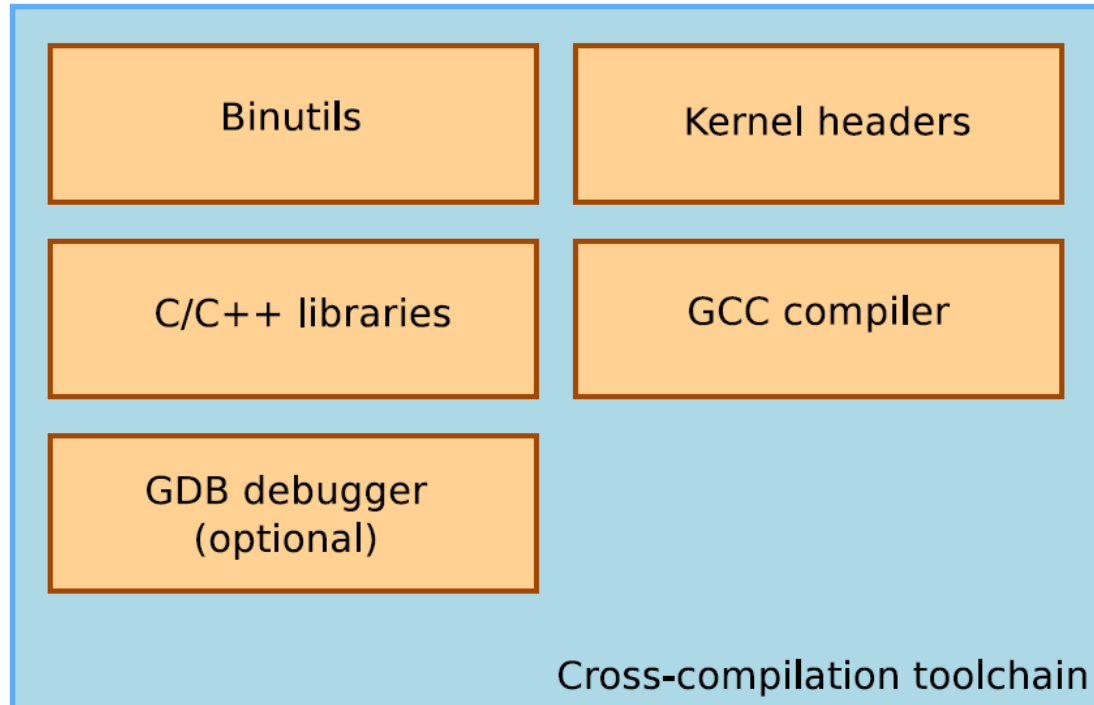 Binutils
Kernel headers
C/C++ libraries
GCC compiler
GDB debugger
(optional)
Cross-compilation toolchain